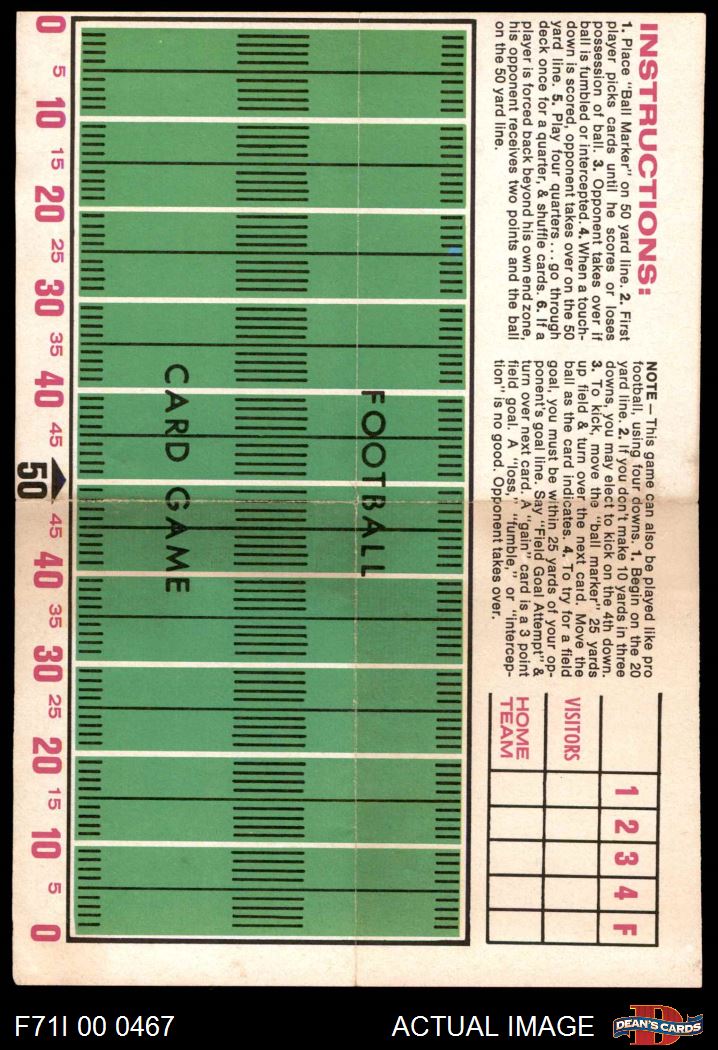 INSTRUCTIONS:
1. Place "Ball Marker" on 50 yard line. 2. First
player picks cards until he scores or loses
possession of ball. 3. Opponent takes over if
ball is fumbled or intercepted. 4. When a touch-
down is scored, opponent takes over on the 50
yard line. 5. Play four quarters . . . go through
deck once for a quarter, & shuffle cards. 6. If a
player is forced back beyond his own end zone,
his opponent receives two points and the ball
on the 50 yard line.
NOTE — This game can also be played like pro
football, using four downs. 1. Begin on the 20
yard line. 2. If you don't make 10 yards in three
downs, you may elect to kick on the 4th down.
3. To kick, move the "ball marker" 25 yards
up field & turn over the next card. Move the
ball as the card indicates. 4. To try for a field
goal, you must be within 25 yards of your op-
ponent's goal line. Say "Field Goal Attempt" &
turn over next card. A "gain" card is a 3 point
field goal. A "loss," "fumble," or "intercep-
tion" is no good. Opponent takes over.
1 2 3 4 F
VISITORS
HOME
TEAM
FOOTBALL
CARD GAME
0 5 10 15 20 25 30 35 40 45 50 45 40 35 30 25 20 15 10 5 0
F71I 00 0467
ACTUAL IMAGE
D
DEAN'S CARDS